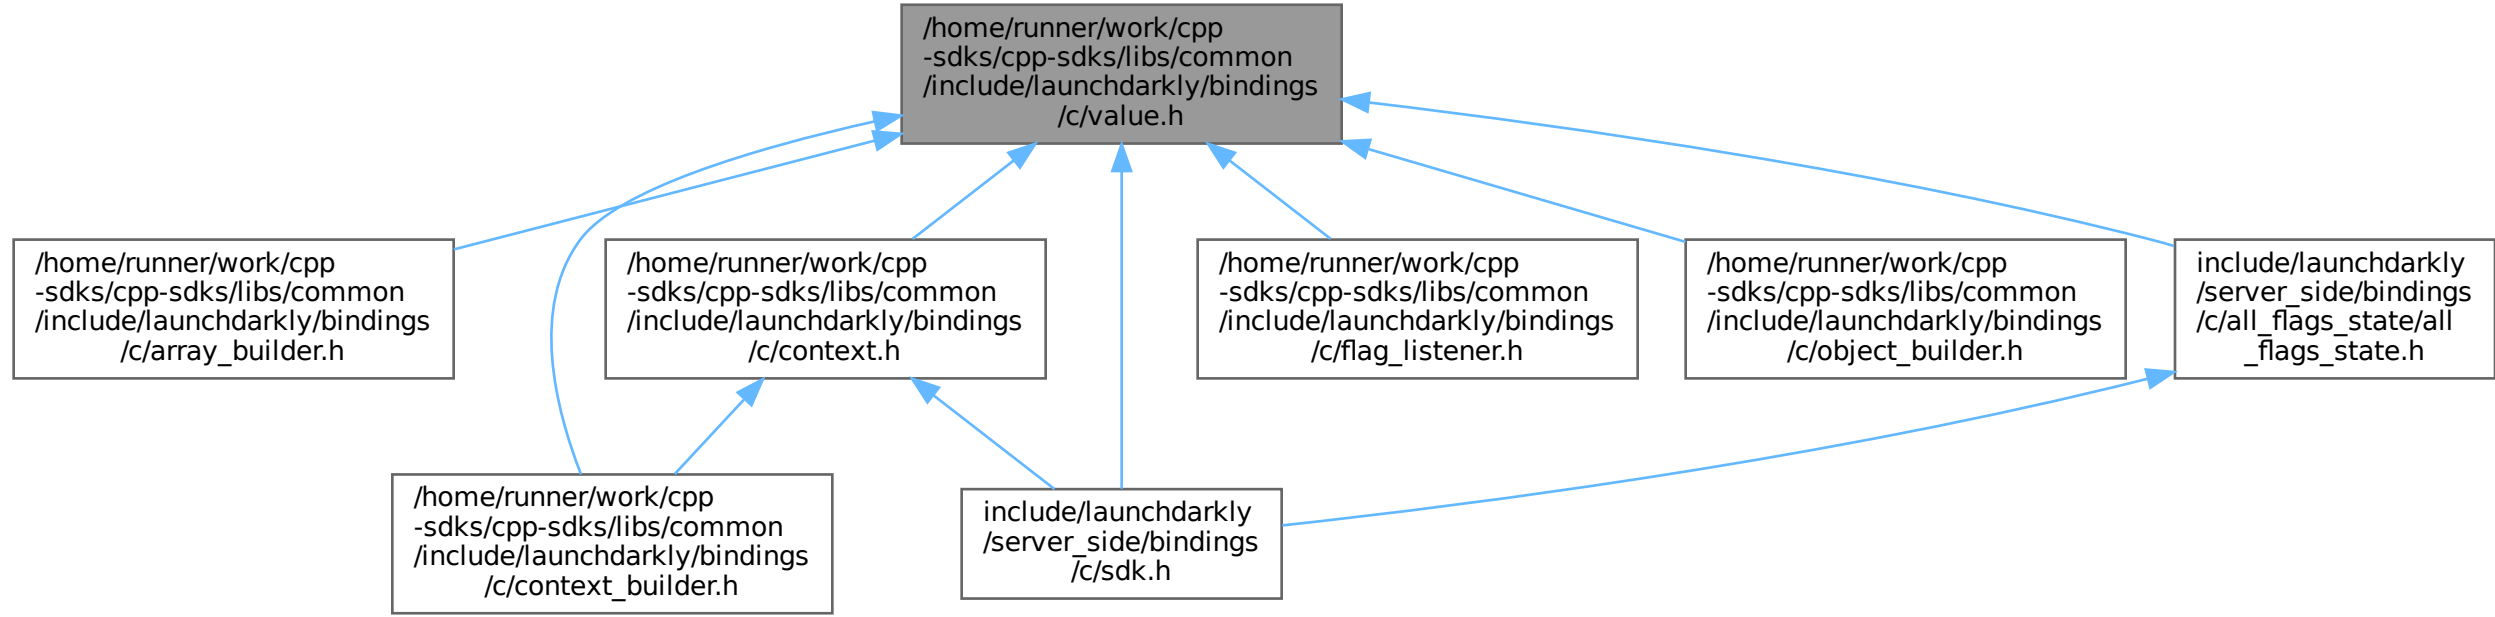 /home/runner/work/cpp
-sdks/cpp-sdks/libs/common
/include/launchdarkly/bindings
/c/value.h
/home/runner/work/cpp
-sdks/cpp-sdks/libs/common
/include/launchdarkly/bindings
/c/array_builder.h
/home/runner/work/cpp
-sdks/cpp-sdks/libs/common
/include/launchdarkly/bindings
/c/context.h
/home/runner/work/cpp
-sdks/cpp-sdks/libs/common
/include/launchdarkly/bindings
/c/flag_listener.h
/home/runner/work/cpp
-sdks/cpp-sdks/libs/common
/include/launchdarkly/bindings
/c/object_builder.h
include/launchdarkly
/server_side/bindings
/c/all_flags_state/all
_flags_state.h
/home/runner/work/cpp
-sdks/cpp-sdks/libs/common
/include/launchdarkly/bindings
/c/context_builder.h
include/launchdarkly
/server_side/bindings
/c/sdk.h